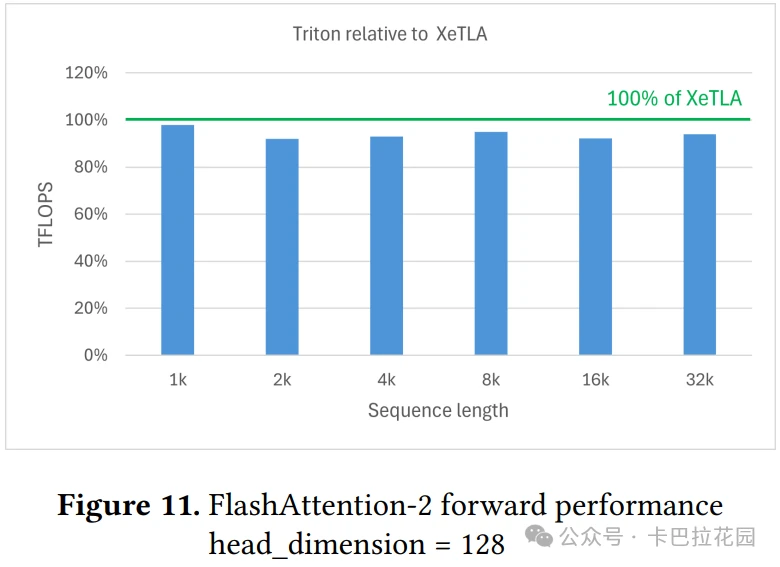 Triton relative to XeTLA
120%
100% of XeTLA
100%
80%
60%
40%
20%
0%
TFLOPS
1k 2k 4k 8k 16k 32k
Sequence length
Figure 11. FlashAttention-2 forward performance
head_dimension = 128
公众号 · 卡巴拉花园